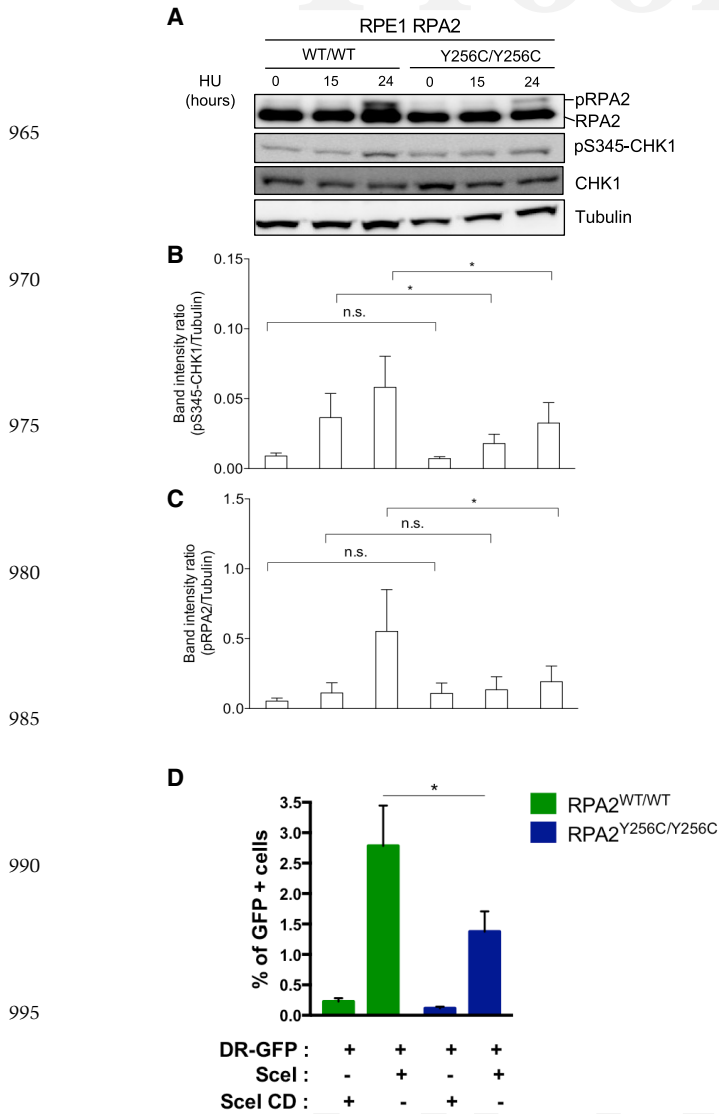 A
RPE1 RPA2
WT/WT Y256C/Y256C
HU (hours) 0 15 24 0 15 24
pRPA2
RPA2
pS345-CHK1
CHK1
Tubulin
965
B
Band intensity ratio
(pS345-CHK1/Tubulin)
0.15
0.10
0.05
0.00
*
*
n.s.
970
975
C
Band intensity ratio
(pRPA2/Tubulin)
1.5
1.0
0.5
0.0
*
n.s.
n.s.
980
985
D
% of GFP + cells
3.5
3.0
2.5
2.0
1.5
1.0
0.5
0.0
*
RPA2WT/WT
RPA2Y256C/Y256C
990
995
DR-GFP : + + + +
SceI : - + - +
SceI CD : + - + -